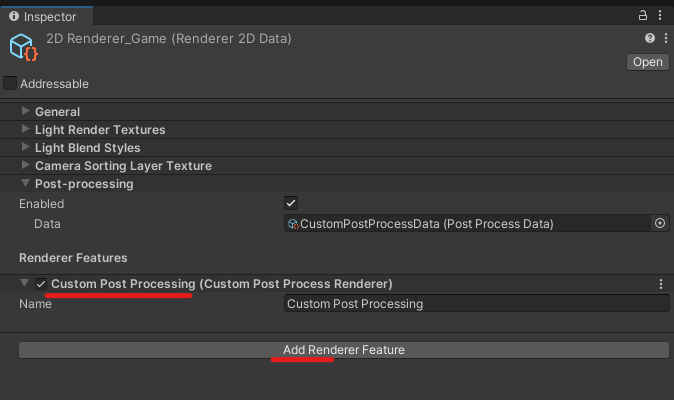 Inspector
2D Renderer_Game (Renderer 2D Data)
Open
Addressable
General
Light Render Textures
Light Blend Styles
Camera Sorting Layer Texture
Post-processing
Enabled
Data CustomPostProcessData (Post Process Data)
Renderer Features
Custom Post Processing (Custom Post Process Renderer)
Name Custom Post Processing
Add Renderer Feature